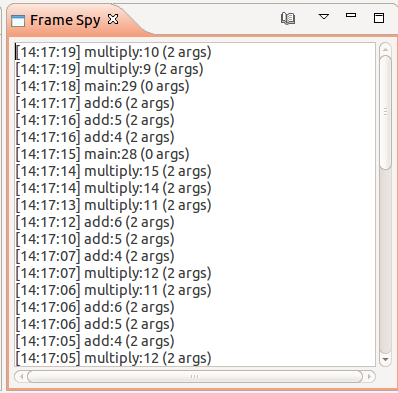 Frame Spy
[14:17:19] multiply:10 (2 args)
[14:17:19] multiply:9 (2 args)
[14:17:18] main:29 (0 args)
[14:17:17] add:6 (2 args)
[14:17:16] add:5 (2 args)
[14:17:16] add:4 (2 args)
[14:17:15] main:28 (0 args)
[14:17:14] multiply:15 (2 args)
[14:17:14] multiply:14 (2 args)
[14:17:13] multiply:11 (2 args)
[14:17:12] add:6 (2 args)
[14:17:10] add:5 (2 args)
[14:17:07] add:4 (2 args)
[14:17:07] multiply:12 (2 args)
[14:17:06] multiply:11 (2 args)
[14:17:06] add:6 (2 args)
[14:17:06] add:5 (2 args)
[14:17:05] add:4 (2 args)
[14:17:05] multiply:12 (2 args)